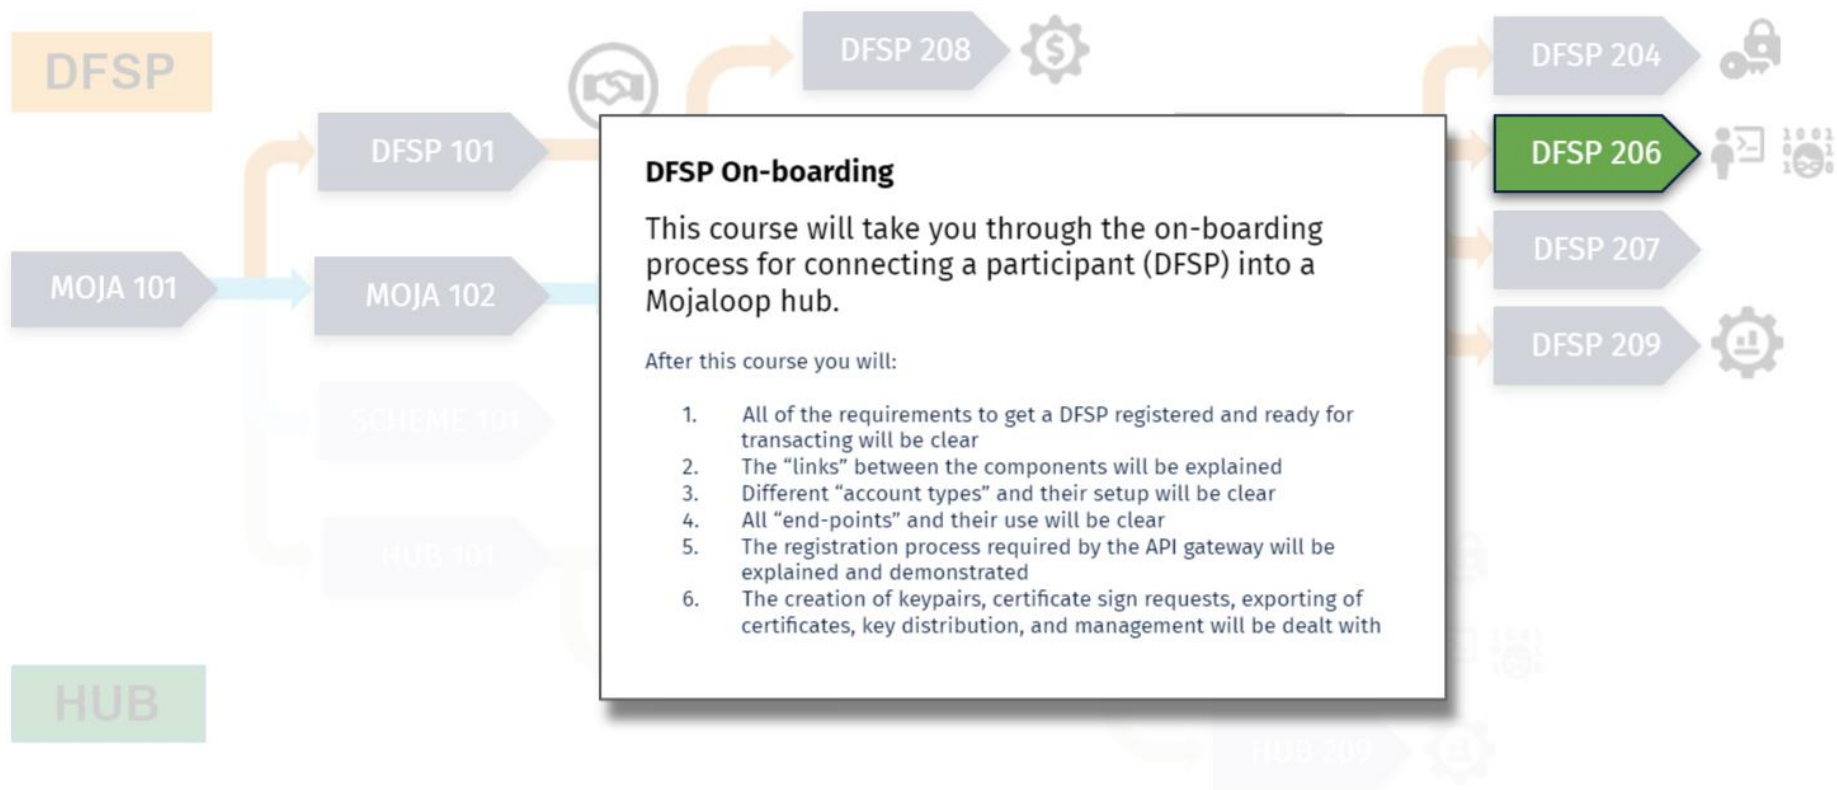 DFSP
DFSP 208
DFSP 204
DFSP 101
DFSP 206
MOJA 101
MOJA 102
DFSP 207
DFSP 209
SCHEME 101
HUB 101
HUB
HUB 209
DFSP On-boarding
This course will take you through the on-boarding
process for connecting a participant (DFSP) into a
Mojaloop hub.
After this course you will:
1. All of the requirements to get a DFSP registered and ready for
transacting will be clear
2. The “links” between the components will be explained
3. Different “account types” and their setup will be clear
4. All “end-points” and their use will be clear
5. The registration process required by the API gateway will be
explained and demonstrated
6. The creation of keypairs, certificate sign requests, exporting of
certificates, key distribution, and management will be dealt with